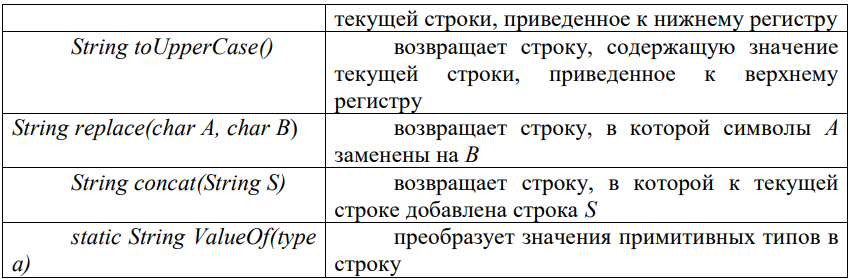 текущей строки, приведенное к нижнему регистру
String toUpperCase()
возвращает строку, содержащую значение
текущей строки, приведенное к верхнему
регистру
String replace(char A, char B)
возвращает строку, в которой символы A
заменены на B
String concat(String S)
возвращает строку, в которой к текущей
строке добавлена строка S
static String ValueOf(type
a)
преобразует значения примитивных типов в
строку